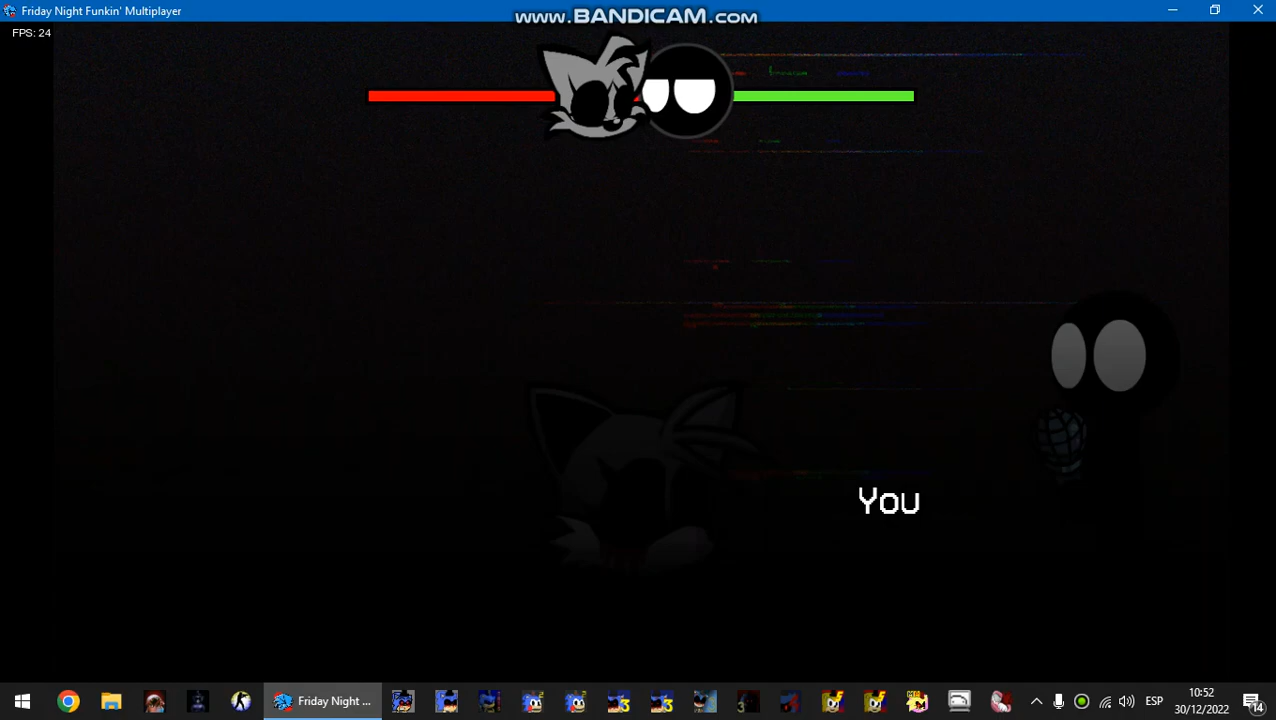 Friday Night Funkin' Multiplayer
www.BANDICAM.com
FPS: 24
You
Friday Night ...
ESP
10:52
30/12/2022
14